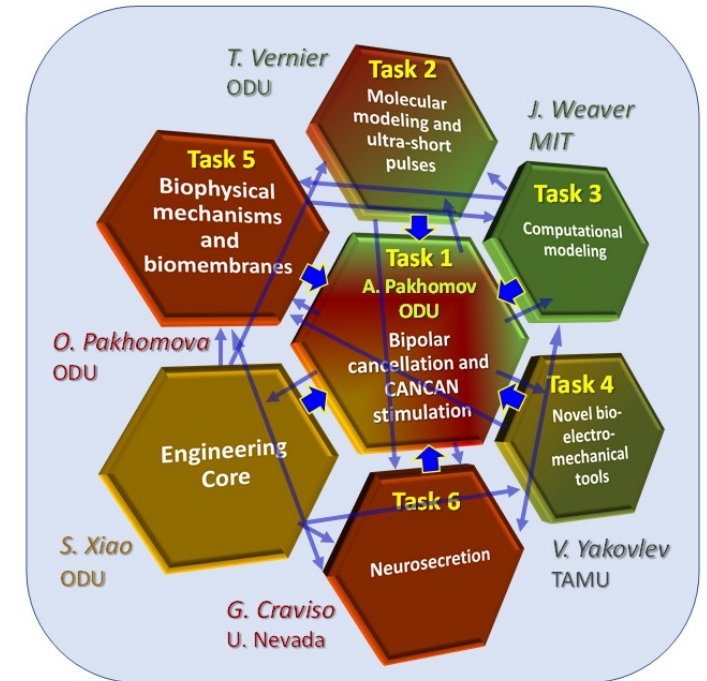 T. Vernier
ODU
Task 2
Molecular
modeling and
ultra-short
pulses
J. Weaver
MIT
Task 5
Biophysical
mechanisms
and
biomembranes
Task 3
Computational
modeling
Task 1
A. Pakhomov
ODU
Bipolar
cancellation and
CANCAN
stimulation
O. Pakhomova
ODU
Task 4
Novel bio-
electro-
mechanical
tools
Engineering
Core
Task 6
Neurosecretion
S. Xiao
ODU
V. Yakovlev
TAMU
G. Craviso
U. Nevada